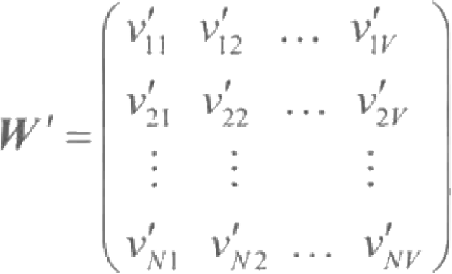 v′₁₁ v′₁₂ … v′₁V
v′₂₁ v′₂₂ … v′₂V
W′ =
⋮ ⋮ ⋮
v′N1 v′N2 … v′NV